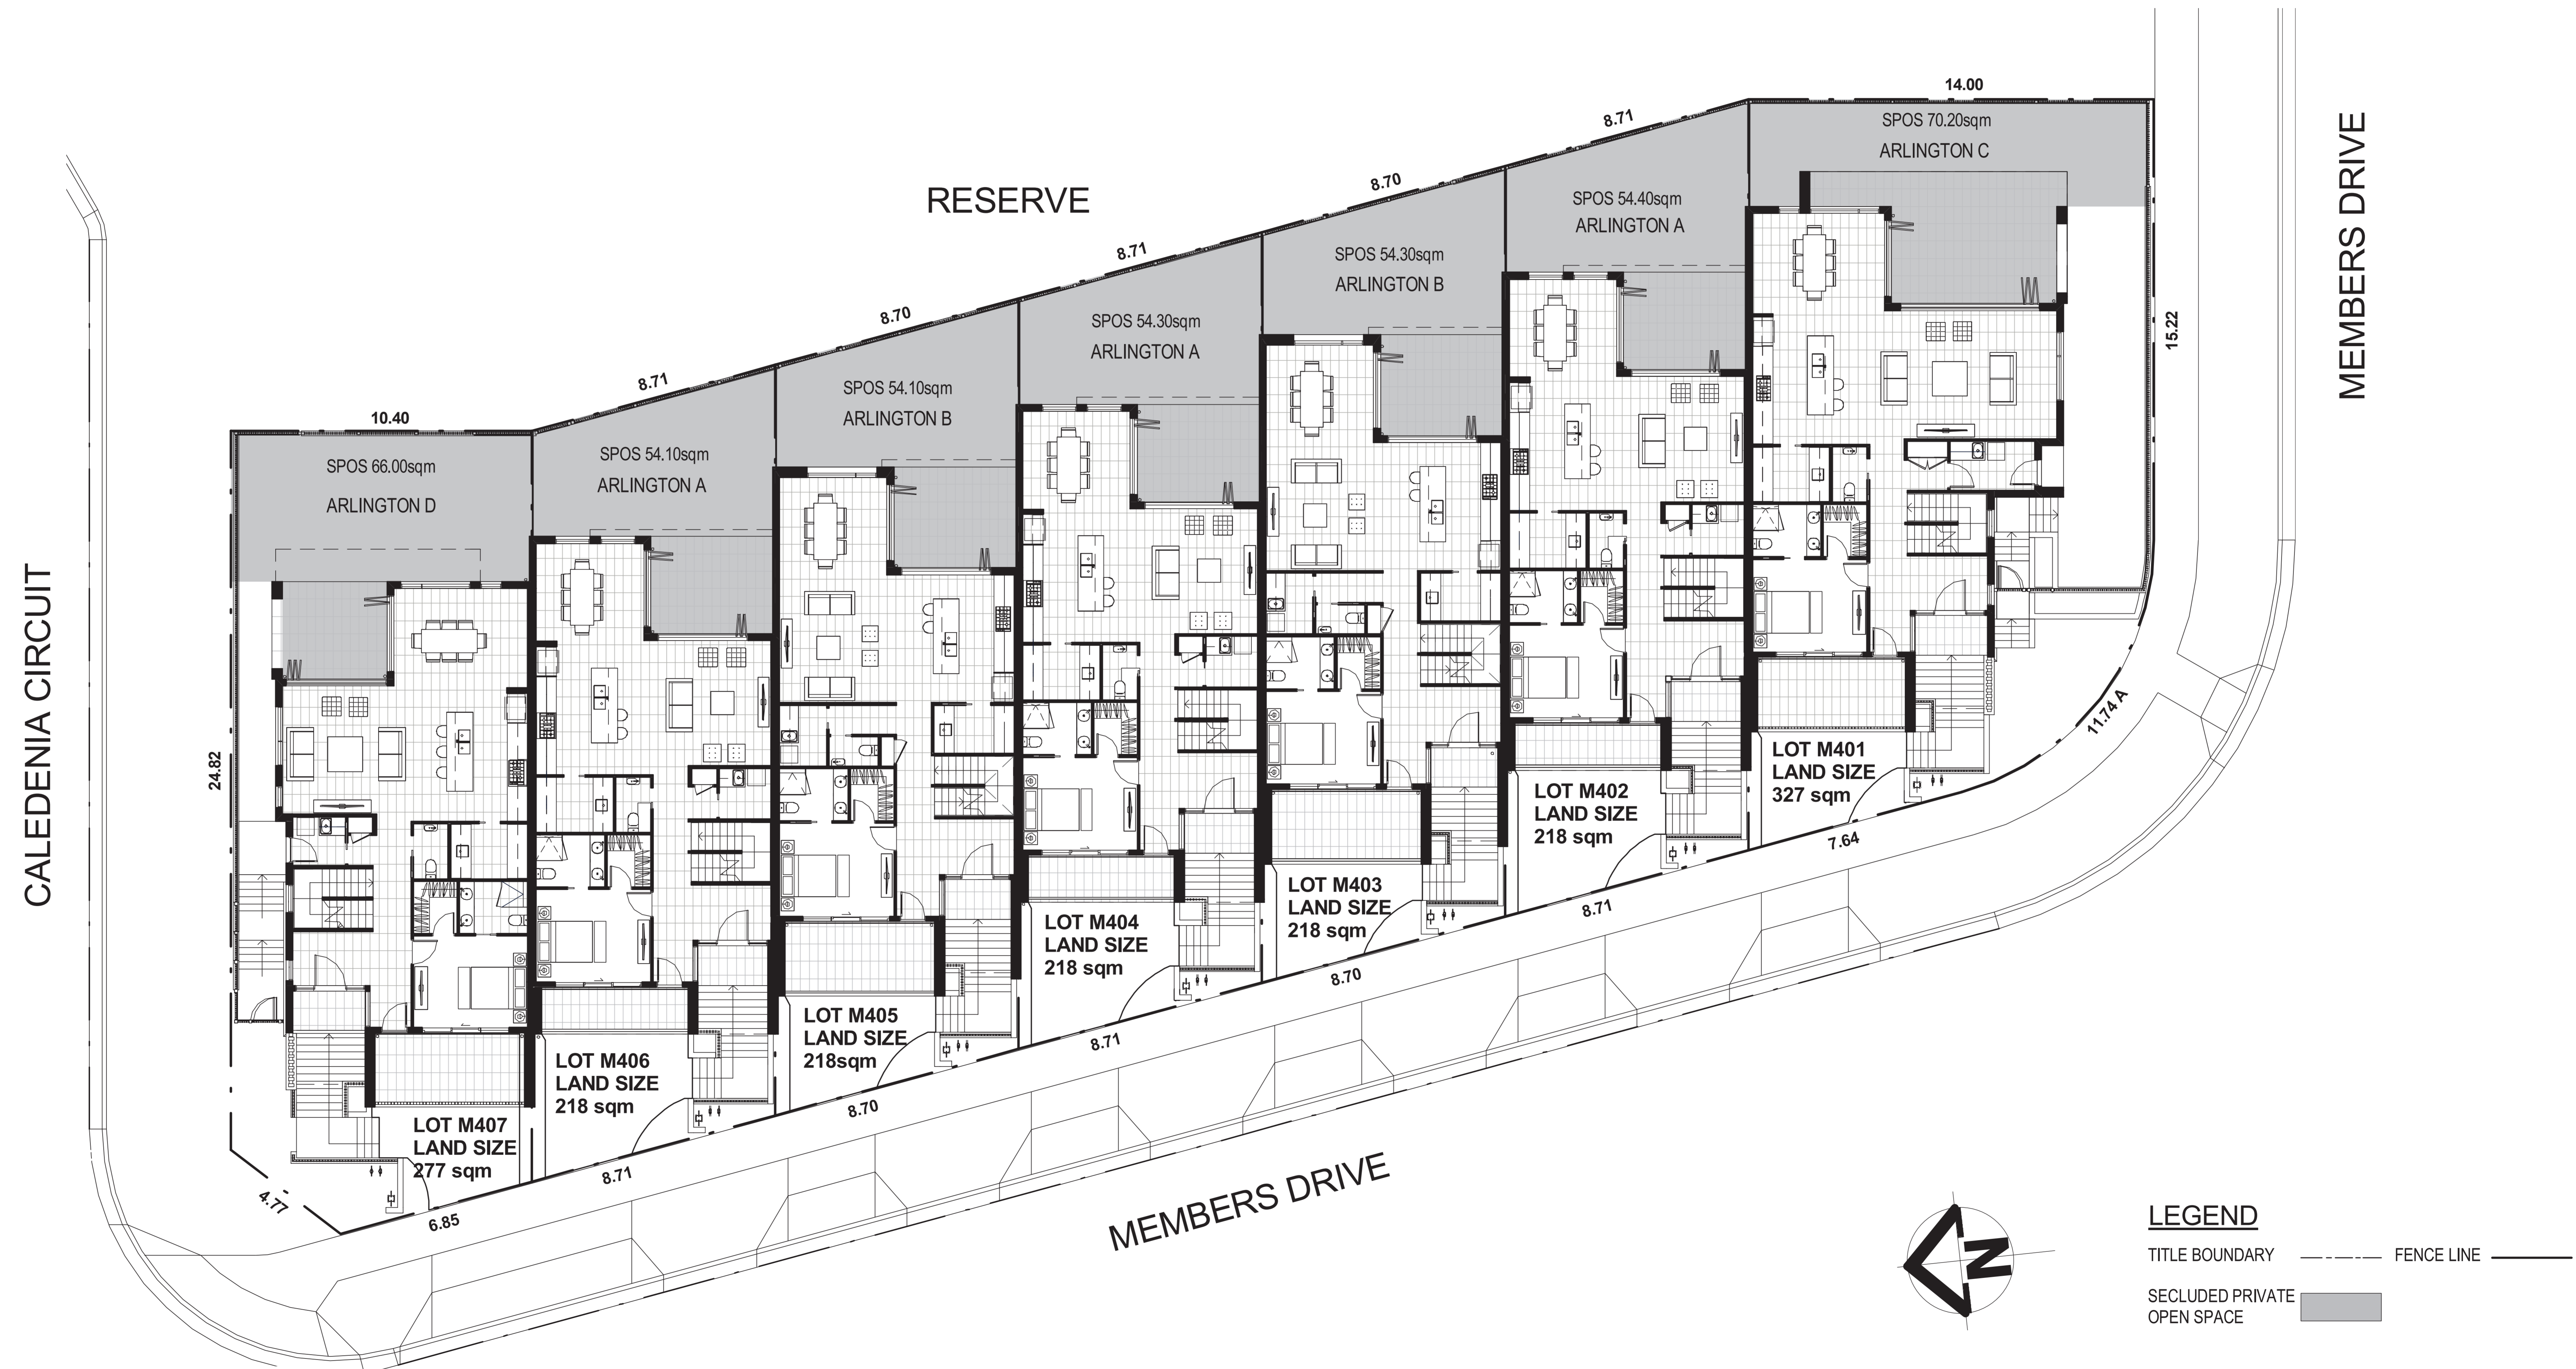 14.00
8.71
SPOS 70.20sqm
ARLINGTON C
MEMBERS DRIVE
8.70
RESERVE
SPOS 54.40sqm
ARLINGTON A
8.71
SPOS 54.30sqm
ARLINGTON B
8.70
SPOS 54.30sqm
ARLINGTON A
15.22
8.71
SPOS 54.10sqm
ARLINGTON B
10.40
SPOS 54.10sqm
ARLINGTON A
SPOS 66.00sqm
ARLINGTON D
CALEDENIA CIRCUIT
24.82
11.74 A
LOT M401
LAND SIZE
327 sqm
7.64
LOT M402
LAND SIZE
218 sqm
8.71
LOT M403
LAND SIZE
218 sqm
8.70
LOT M404
LAND SIZE
218 sqm
8.71
LOT M405
LAND SIZE
218sqm
8.70
LOT M406
LAND SIZE
218 sqm
8.71
LOT M407
LAND SIZE
277 sqm
6.85
4.77
MEMBERS DRIVE
N
LEGEND
TITLE BOUNDARY
FENCE LINE
SECLUDED PRIVATE
OPEN SPACE